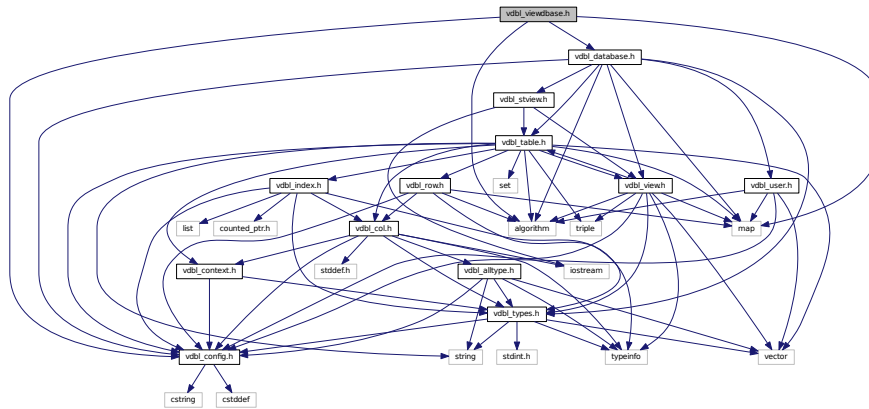 vdbl_viewdbase.h
vdbl_database.h
vdbl_stview.h
vdbl_table.h
vdbl_index.h
vdbl_row.h
set
vdbl_view.h
vdbl_user.h
list
counted_ptr.h
vdbl_col.h
algorithm
triple
map
vdbl_context.h
stddef.h
vdbl_alltype.h
iostream
vdbl_types.h
vdbl_config.h
string
stdint.h
typeinfo
vector
cstring
cstddef